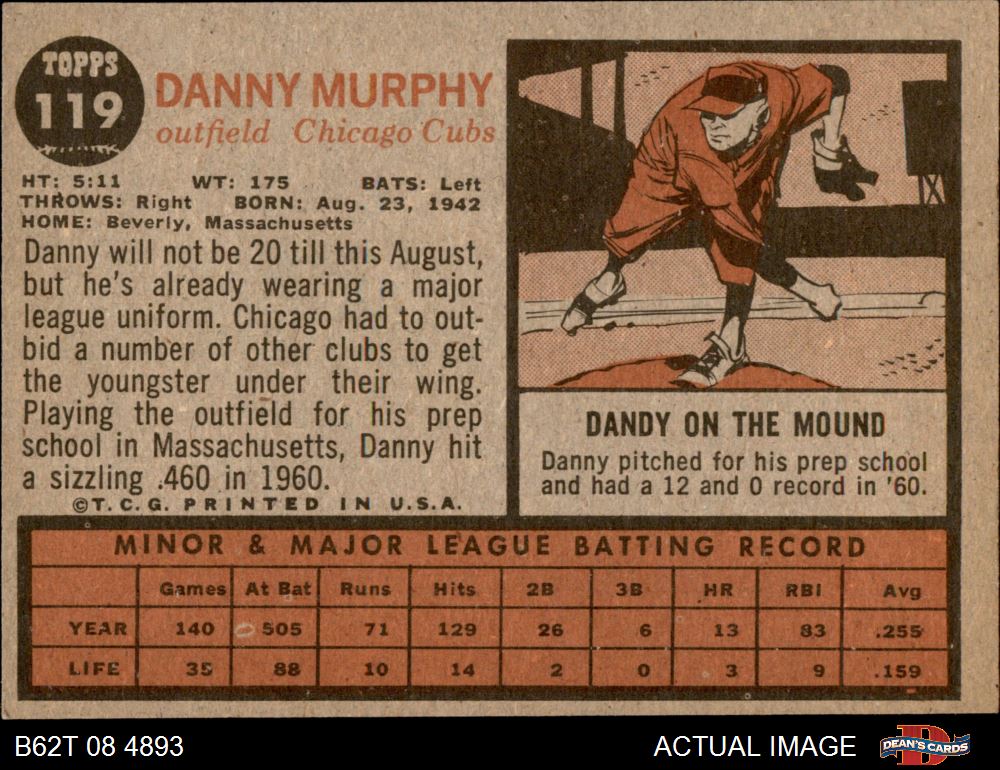 TOPPS
119
DANNY MURPHY
outfield Chicago Cubs
HT: 5:11 WT: 175 BATS: Left
THROWS: Right BORN: Aug. 23, 1942
HOME: Beverly, Massachusetts
Danny will not be 20 till this August,
but he's already wearing a major
league uniform. Chicago had to out-
bid a number of other clubs to get
the youngster under their wing.
Playing the outfield for his prep
school in Massachusetts, Danny hit
a sizzling .460 in 1960.
©T.C.G. PRINTED IN U.S.A.
DANDY ON THE MOUND
Danny pitched for his prep school
and had a 12 and 0 record in '60.
MINOR & MAJOR LEAGUE BATTING RECORD
Games At Bat Runs Hits 2B 3B HR RBI Avg
YEAR 140 505 71 129 26 6 13 83 .255
LIFE 35 88 10 14 2 0 3 9 .159
B62T 08 4893 ACTUAL IMAGE D DEAN'S CARDS